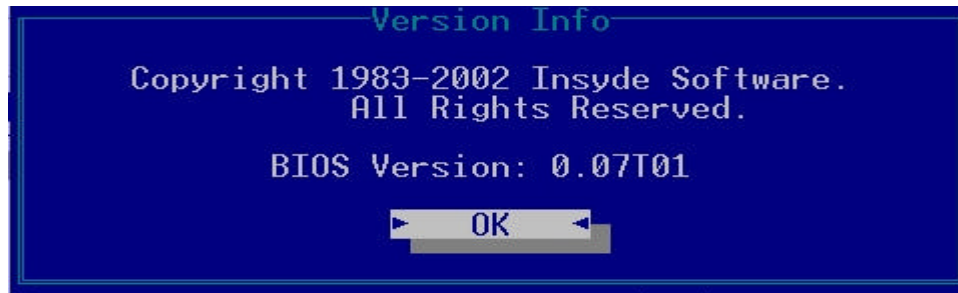 Version Info
Copyright 1983-2002 Insyde Software.
All Rights Reserved.
BIOS Version: 0.07T01
OK